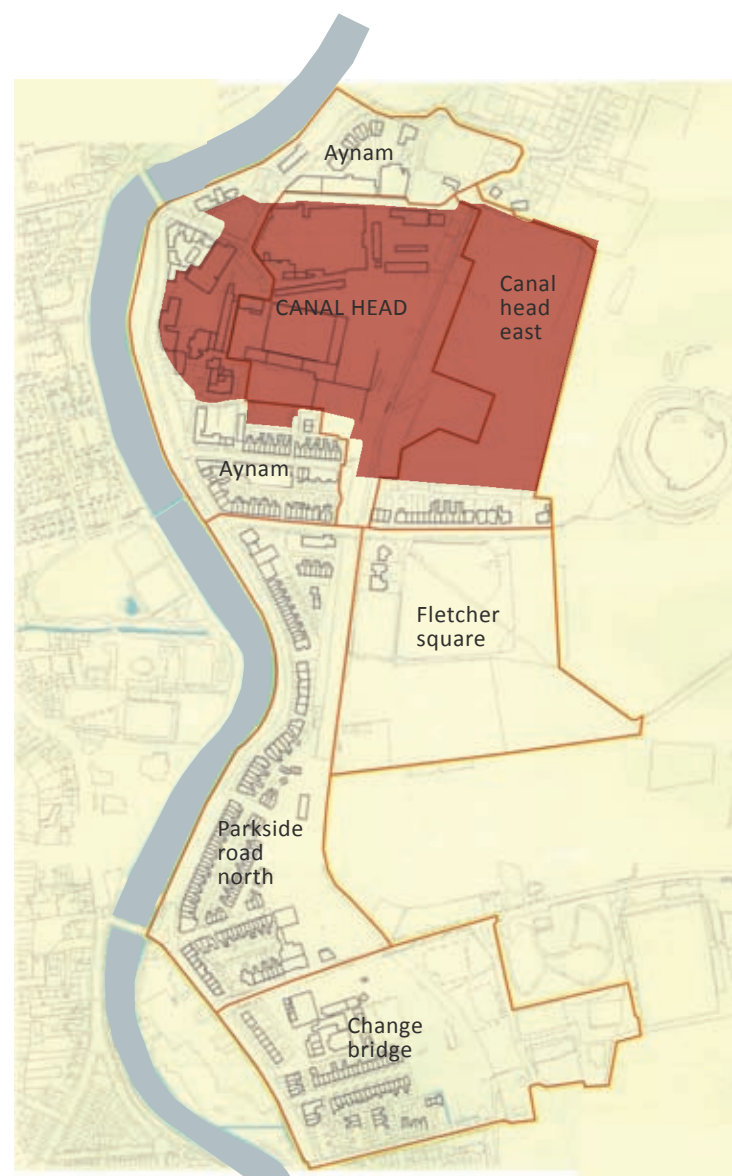 Aynam
Canal
head
east
CANAL HEAD
Aynam
Fletcher
square
Parkside
road
north
Change
bridge